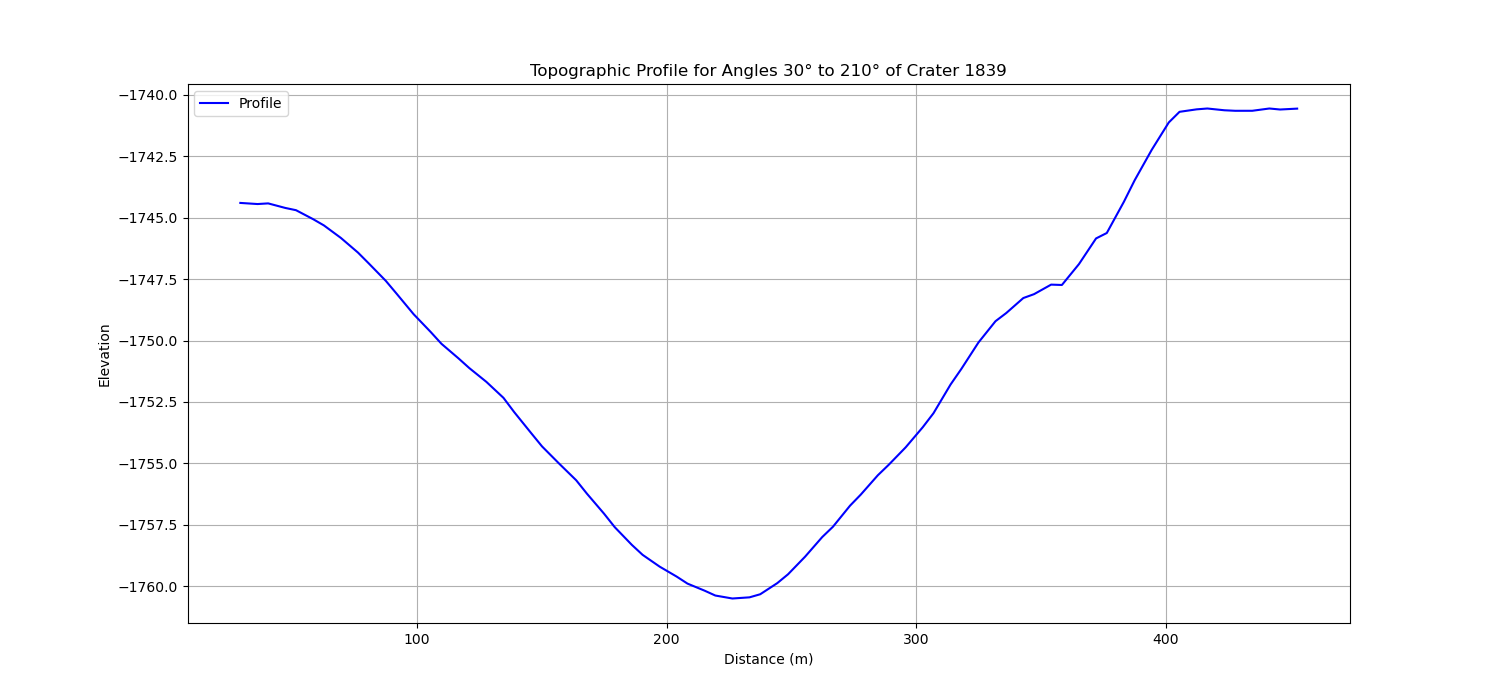 Topographic Profile for Angles 30° to 210° of Crater 1839
Profile
−1740.0
−1742.5
−1745.0
−1747.5
−1750.0
−1752.5
−1755.0
−1757.5
−1760.0
Elevation
100 200 300 400
Distance (m)